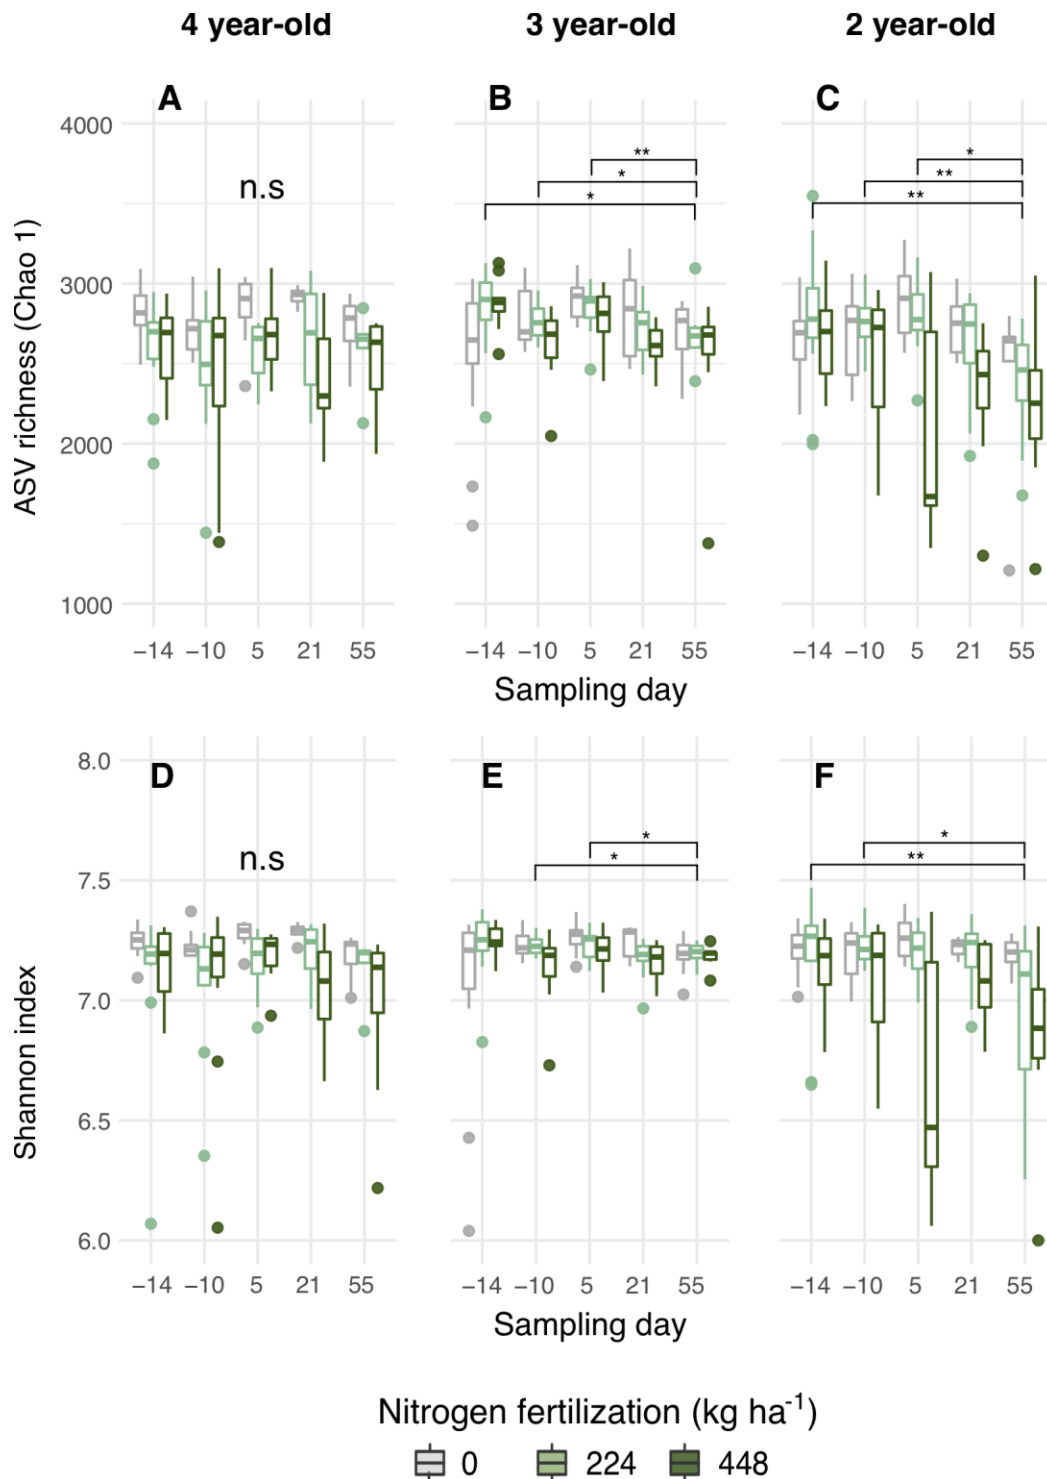 4 year-old 3 year-old 2 year-old
A B C
4000
3000
2000
1000
ASV richness (Chao 1)
n.s
**
*
*
*
**
**
−14 −10 5 21 55 −14 −10 5 21 55 −14 −10 5 21 55
Sampling day
D E F
8.0
7.5
7.0
6.5
6.0
Shannon index
n.s
*
*
*
**
−14 −10 5 21 55 −14 −10 5 21 55 −14 −10 5 21 55
Sampling day
Nitrogen fertilization (kg ha⁻¹)
0 224 448